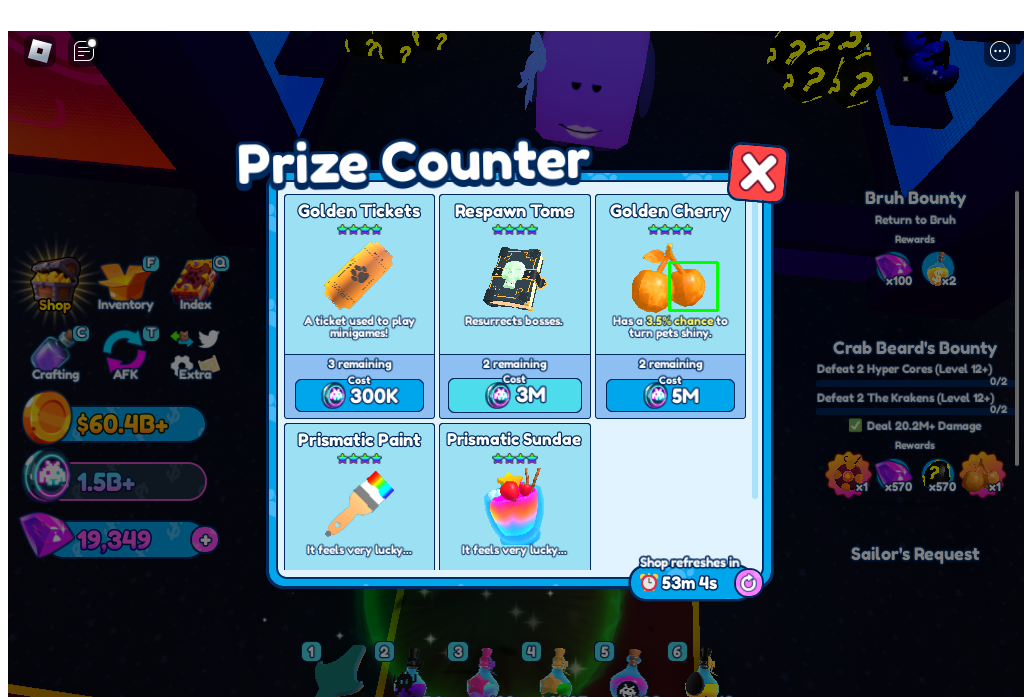 Prize Counter
Golden Tickets
A ticket used to play
minigames!
3 remaining
Cost
300K
Respawn Tome
Resurrects bosses.
2 remaining
Cost
3M
Golden Cherry
Has a 3.5% chance to
turn pets shiny.
2 remaining
Cost
5M
Prismatic Paint
It feels very lucky...
Prismatic Sundae
It feels very lucky...
Shop refreshes in
53m 4s
Shop
F
Inventory
Q
Index
C
Crafting
T
AFK
Extra
$60.4B+
1.5B+
19,349
+
Bruh Bounty
Return to Bruh
Rewards
x100
x2
Crab Beard's Bounty
Defeat 2 Hyper Cores (Level 12+)
0/2
Defeat 2 The Krakens (Level 12+)
0/2
Deal 20.2M+ Damage
Rewards
x1
x570
x570
x1
Sailor's Request
1
2
3
4
5
6